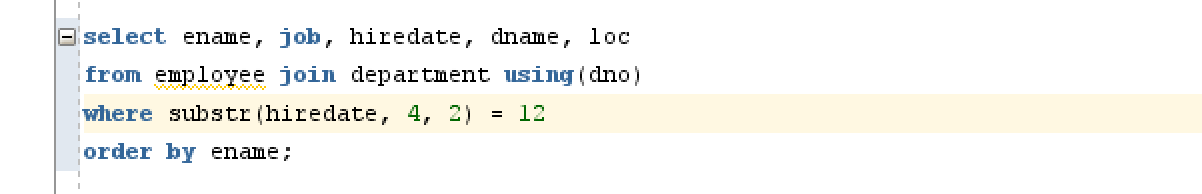 select ename, job, hiredate, dname, loc
from employee join department using(dno)
where substr(hiredate, 4, 2) = 12
order by ename;